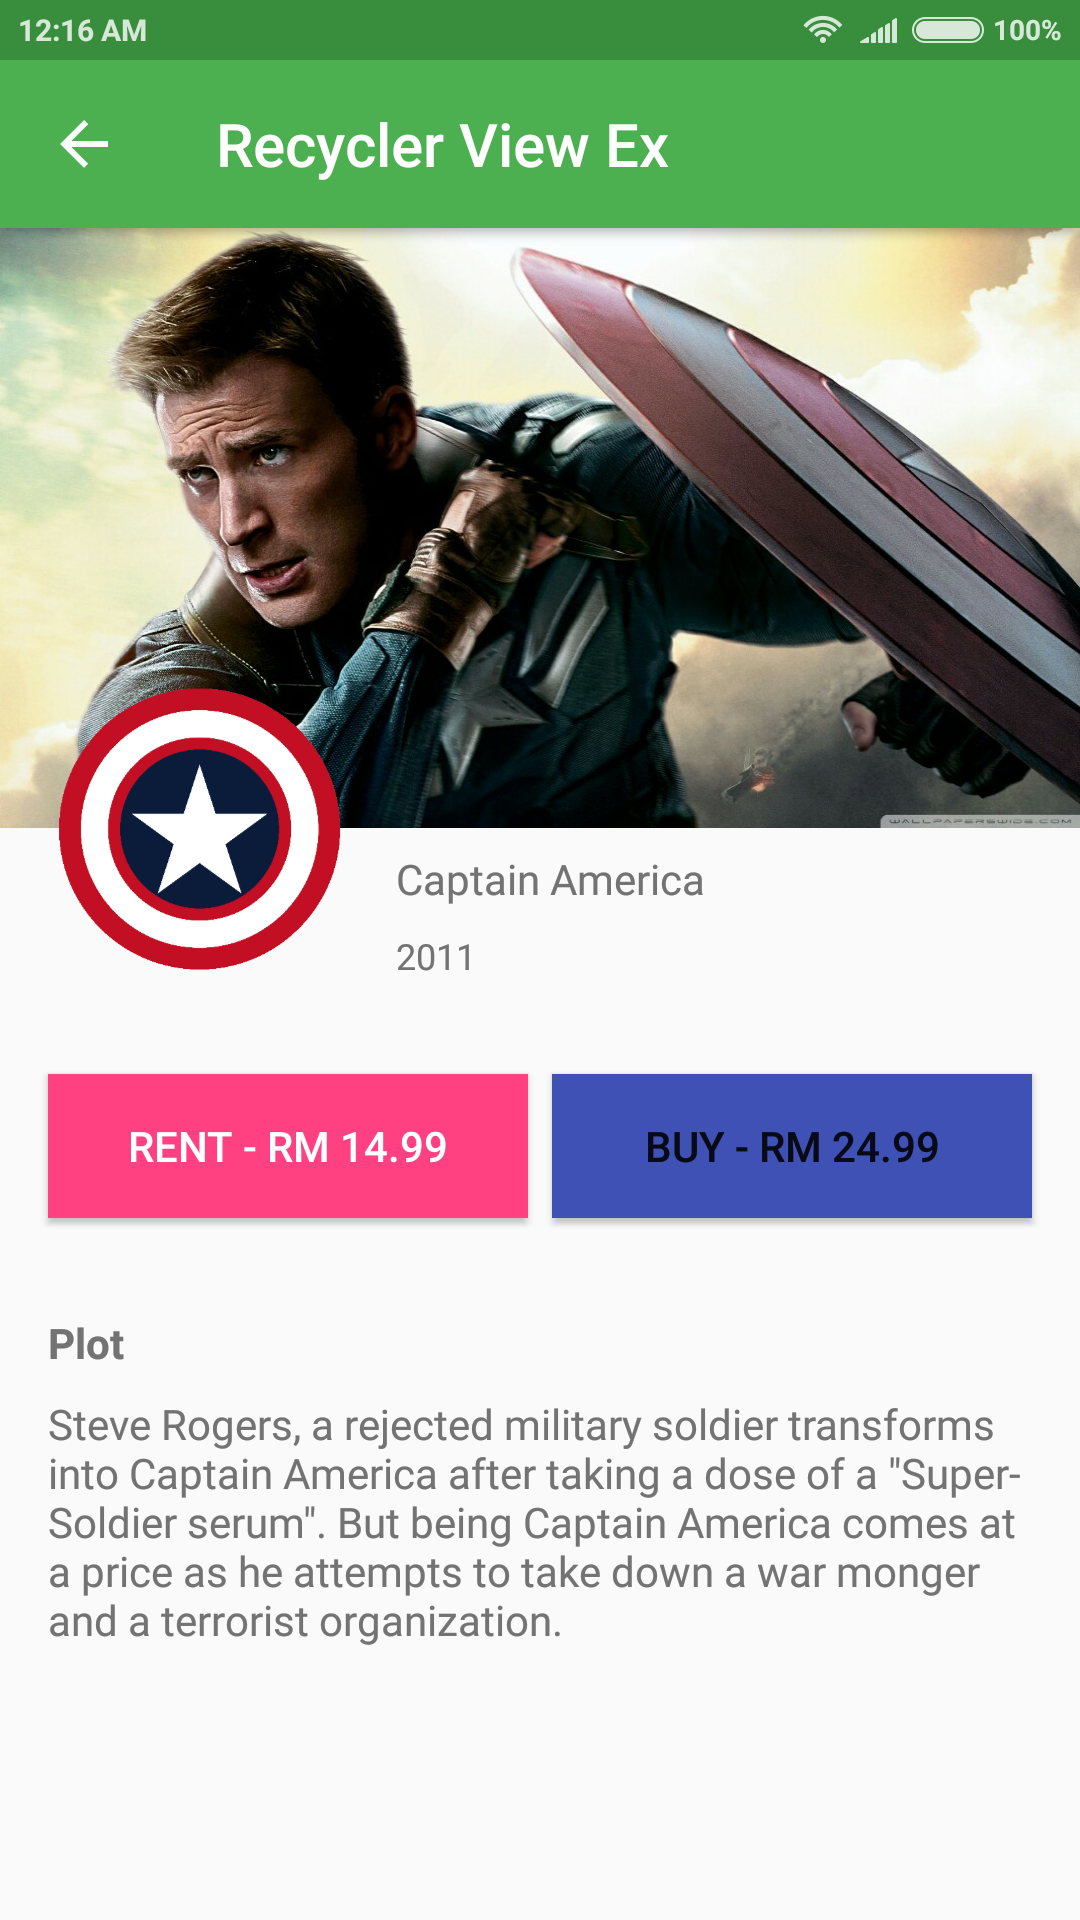 12:16 AM
100%
Recycler View Ex
WALLPAPERSWIDE.COM
Captain America
2011
RENT - RM 14.99
BUY - RM 24.99
Plot
Steve Rogers, a rejected military soldier transforms
into Captain America after taking a dose of a "Super-
Soldier serum". But being Captain America comes at
a price as he attempts to take down a war monger
and a terrorist organization.